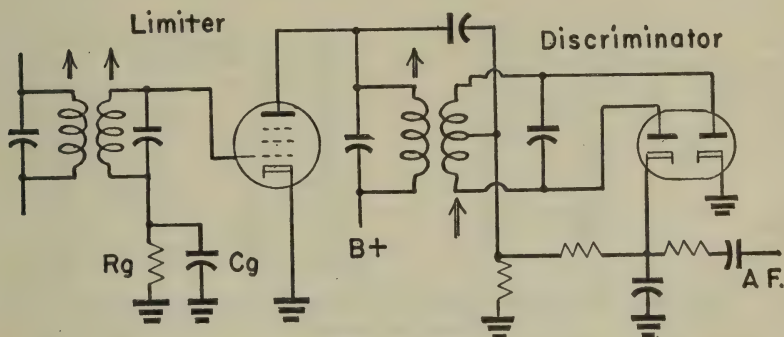 Limiter
Discriminator
B+
Rg
Cg
A F.